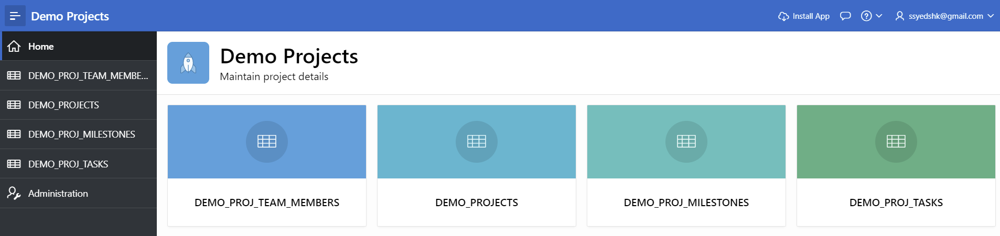 Demo Projects
Install App
ssyedshk@gmail.com
Home
DEMO_PROJ_TEAM_MEMBE...
DEMO_PROJECTS
DEMO_PROJ_MILESTONES
DEMO_PROJ_TASKS
Administration
Demo Projects
Maintain project details
DEMO_PROJ_TEAM_MEMBERS
DEMO_PROJECTS
DEMO_PROJ_MILESTONES
DEMO_PROJ_TASKS